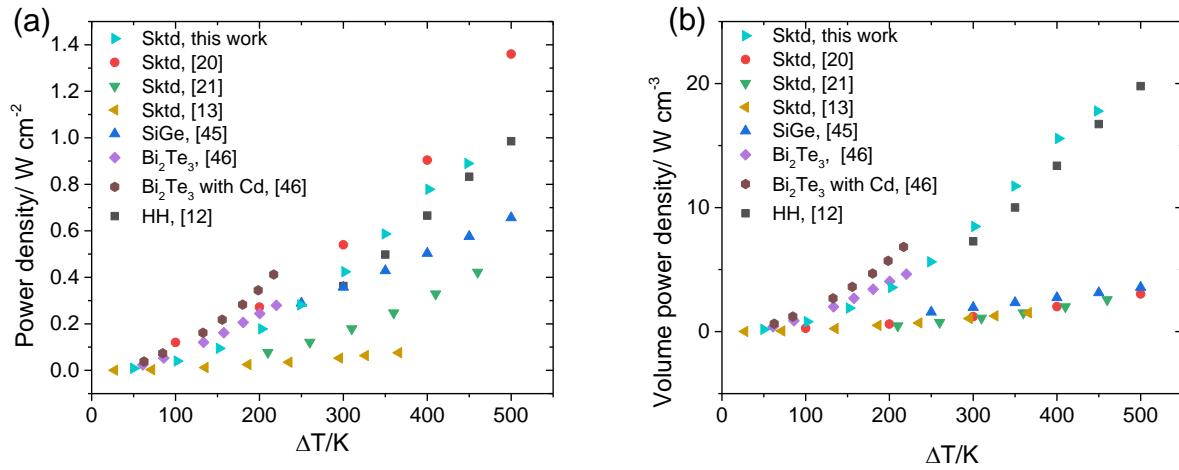 (a)
Sktd, this work
Sktd, [20]
Sktd, [21]
Sktd, [13]
SiGe, [45]
Bi₂Te₃, [46]
Bi₂Te₃ with Cd, [46]
HH, [12]
Power density/ W cm⁻²
1.4
1.2
1.0
0.8
0.6
0.4
0.2
0.0
0 100 200 300 400 500
ΔT/K
(b)
Sktd, this work
Sktd, [20]
Sktd, [21]
Sktd, [13]
SiGe, [45]
Bi₂Te₃, [46]
Bi₂Te₃ with Cd, [46]
HH, [12]
Volume power density/ W cm⁻³
20
10
0
0 100 200 300 400 500
ΔT/K